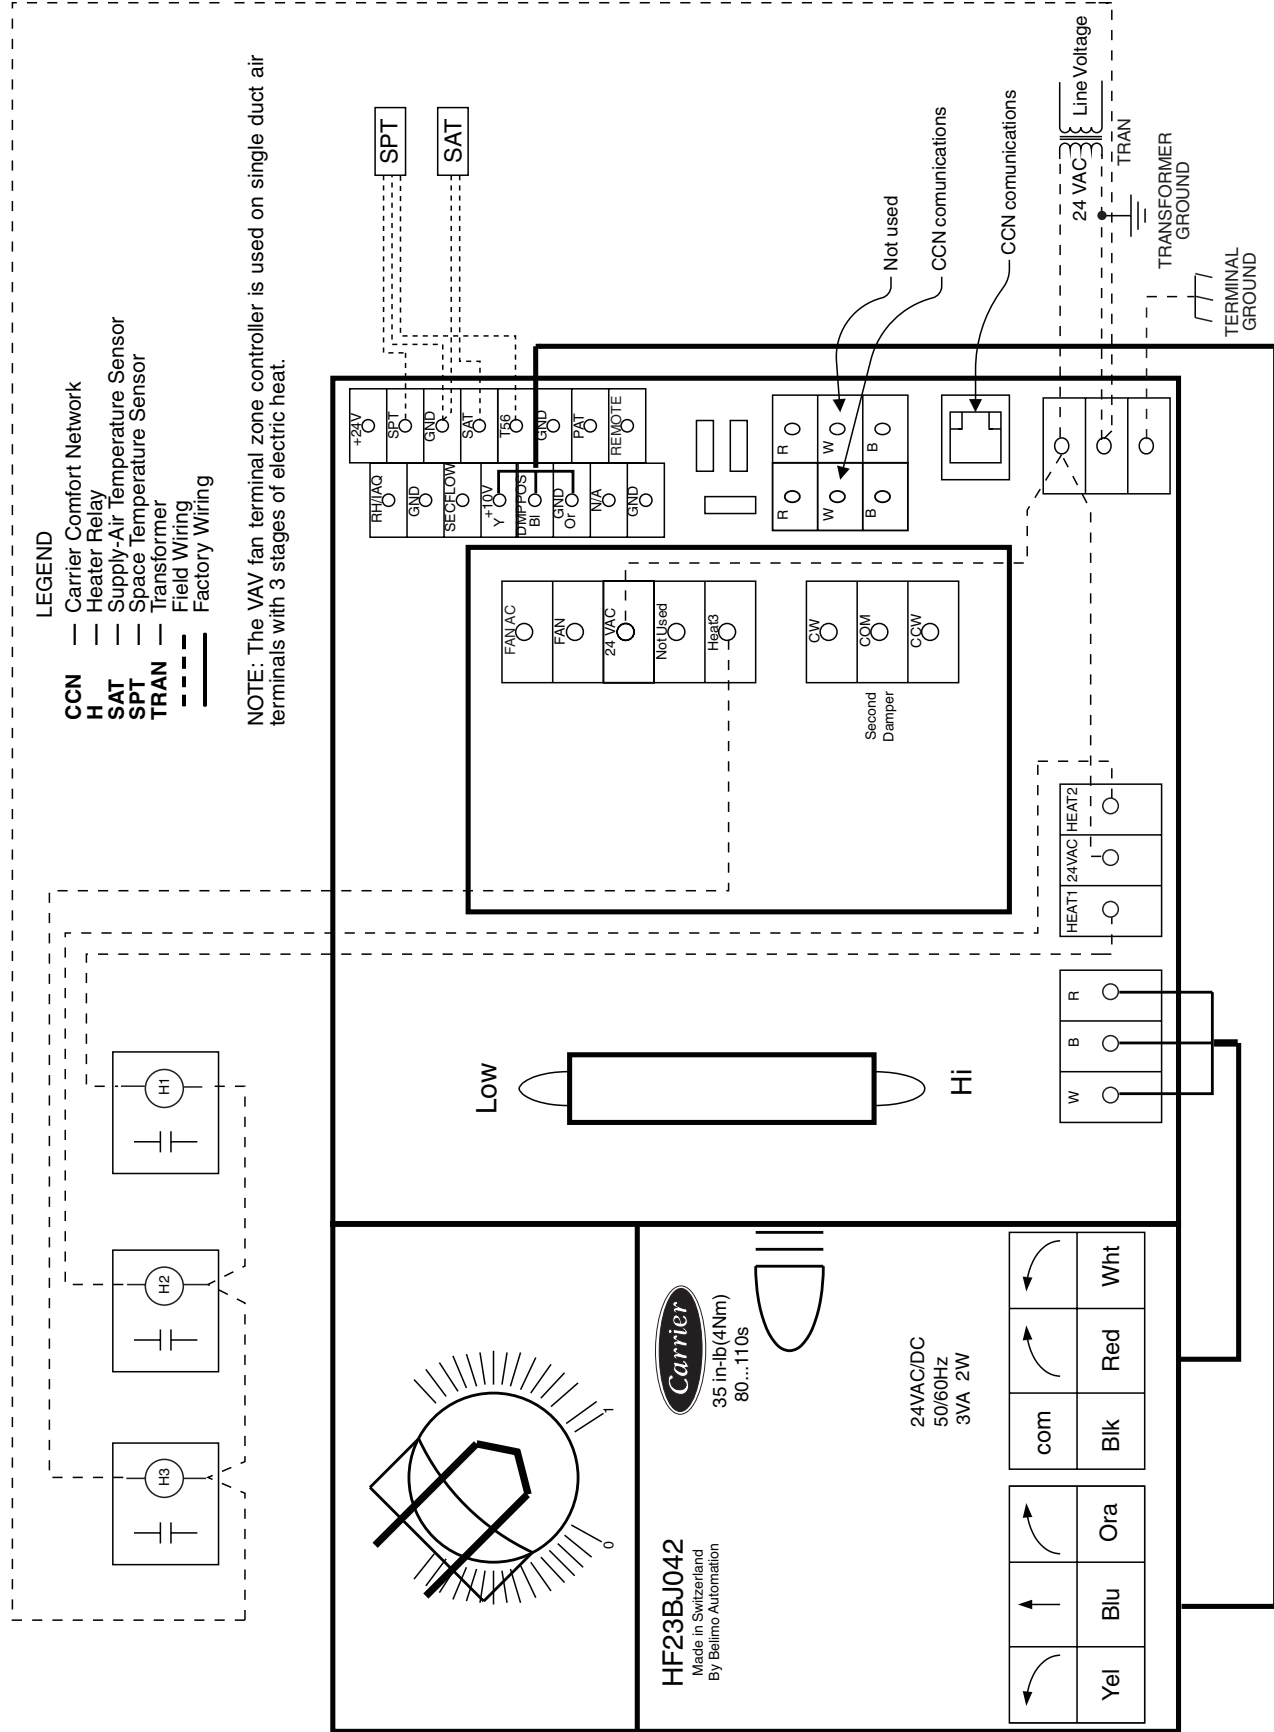 LEGEND
CCN — Carrier Comfort Network
H — Heater Relay
SAT — Supply-Air Temperature Sensor
SPT — Space Temperature Sensor
TRAN — Transformer
Field Wiring
Factory Wiring
NOTE: The VAV fan terminal zone controller is used on single duct air
terminals with 3 stages of electric heat.
H3
H2
H1
SPT
SAT
+24V
SPT
GND
SAT
T56
GND
PAT
REMOTE
RH/IAQ
GND
SECFLOW
+10V
Y
DMPPOS
Bl
GND
Or
N/A
GND
FAN AC
FAN
24 VAC
Not Used
Heat3
CW
COM
CCW
Second
Damper
R
W
B
R
W
B
Not used
CCN comunications
CCN comunications
Line Voltage
24 VAC
TRAN
TRANSFORMER
GROUND
TERMINAL
GROUND
HEAT1
24VAC
HEAT2
W
B
R
Low
Hi
0
1
HF23BJ042
Made in Switzerland
By Belimo Automation
Carrier
35 in-lb(4Nm)
80...110s
24VAC/DC
50/60Hz
3VA 2W
com
Yel
Blu
Ora
Blk
Red
Wht